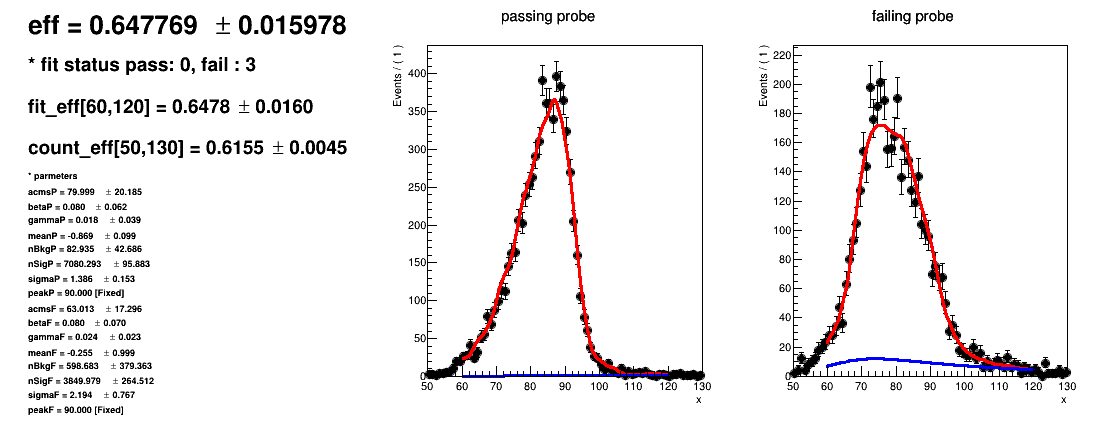 eff = 0.647769 ± 0.015978
* fit status pass: 0, fail : 3
fit_eff[60,120] = 0.6478 ± 0.0160
count_eff[50,130] = 0.6155 ± 0.0045
* parmeters
acmsP = 79.999 ± 20.185
betaP = 0.080 ± 0.062
gammaP = 0.018 ± 0.039
meanP = -0.869 ± 0.099
nBkgP = 82.935 ± 42.686
nSigP = 7080.293 ± 95.883
sigmaP = 1.386 ± 0.153
peakP = 90.000 [Fixed]
acmsF = 63.013 ± 17.296
betaF = 0.080 ± 0.070
gammaF = 0.024 ± 0.023
meanF = -0.255 ± 0.999
nBkgF = 598.683 ± 379.363
nSigF = 3849.979 ± 264.512
sigmaF = 2.194 ± 0.767
peakF = 90.000 [Fixed]
passing probe
Events / ( 1 )
400
350
300
250
200
150
100
50
0
50 60 70 80 90 100 110 120 130
x
failing probe
Events / ( 1 )
220
200
180
160
140
120
100
80
60
40
20
0
50 60 70 80 90 100 110 120 130
x